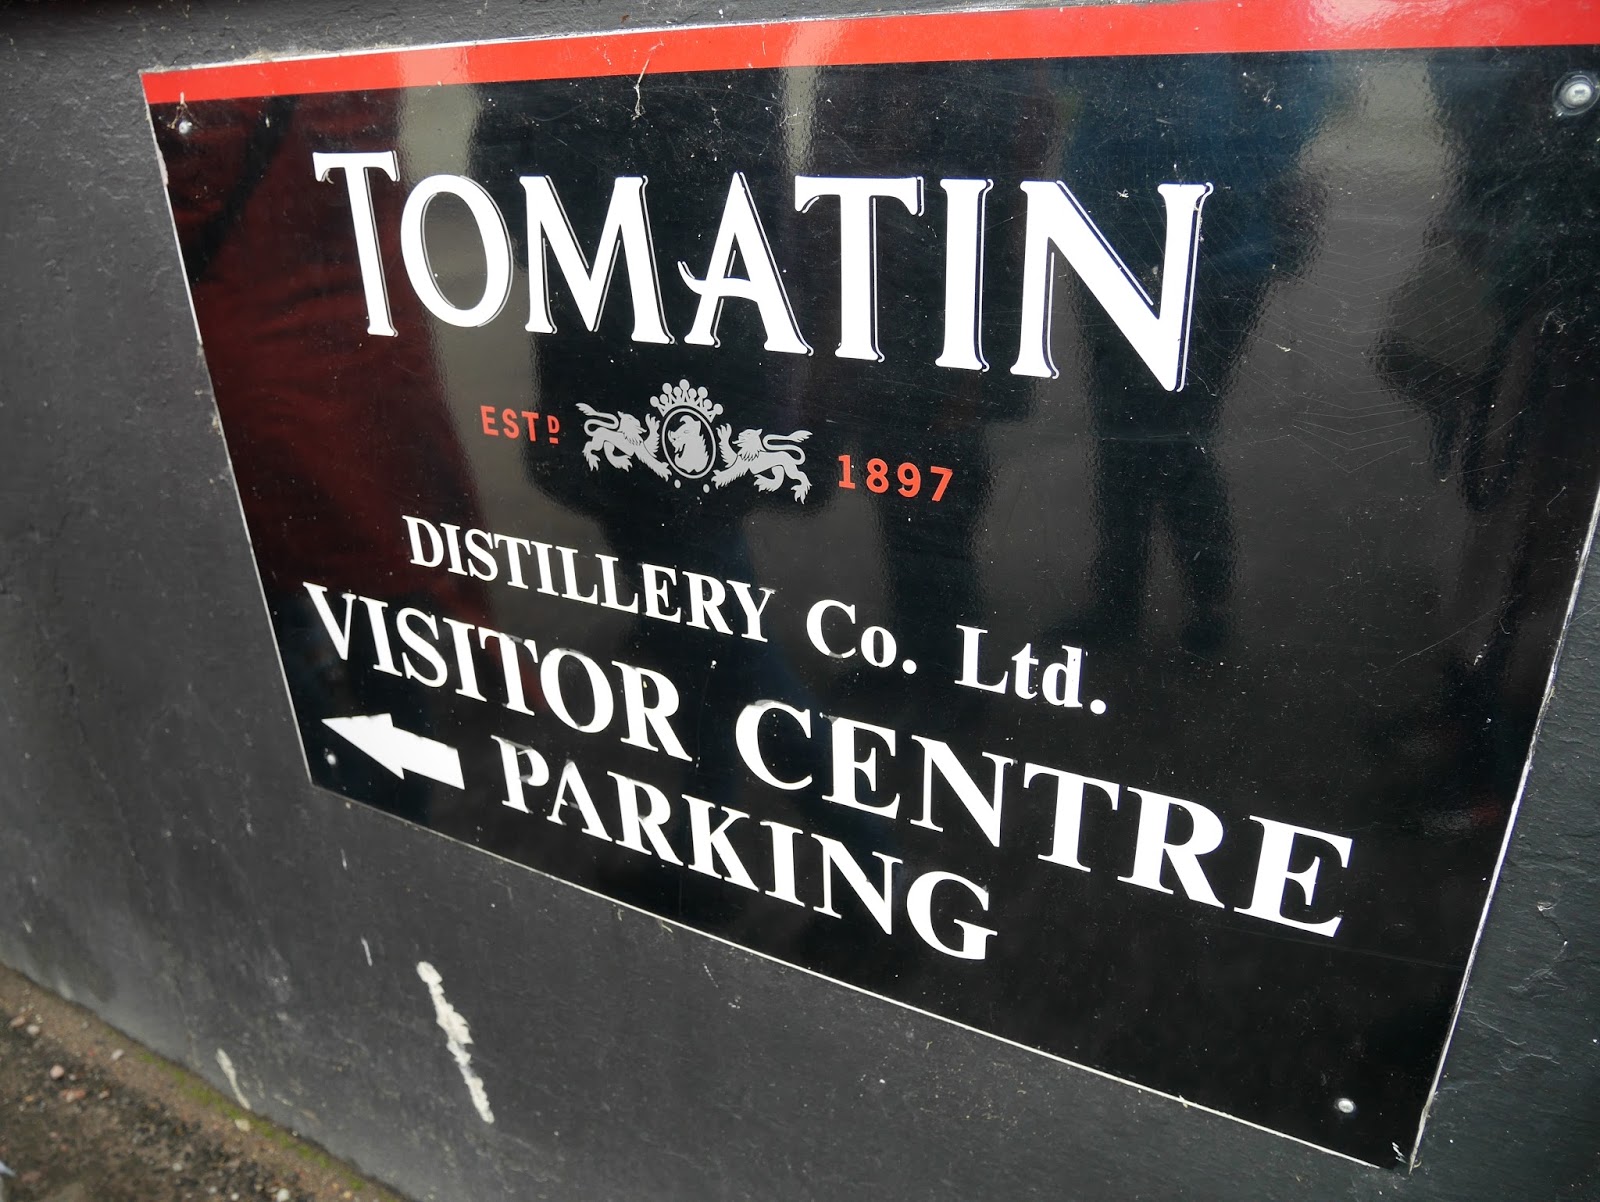 TOMATIN
ESTD 1897
DISTILLERY Co. Ltd.
VISITOR CENTRE
PARKING